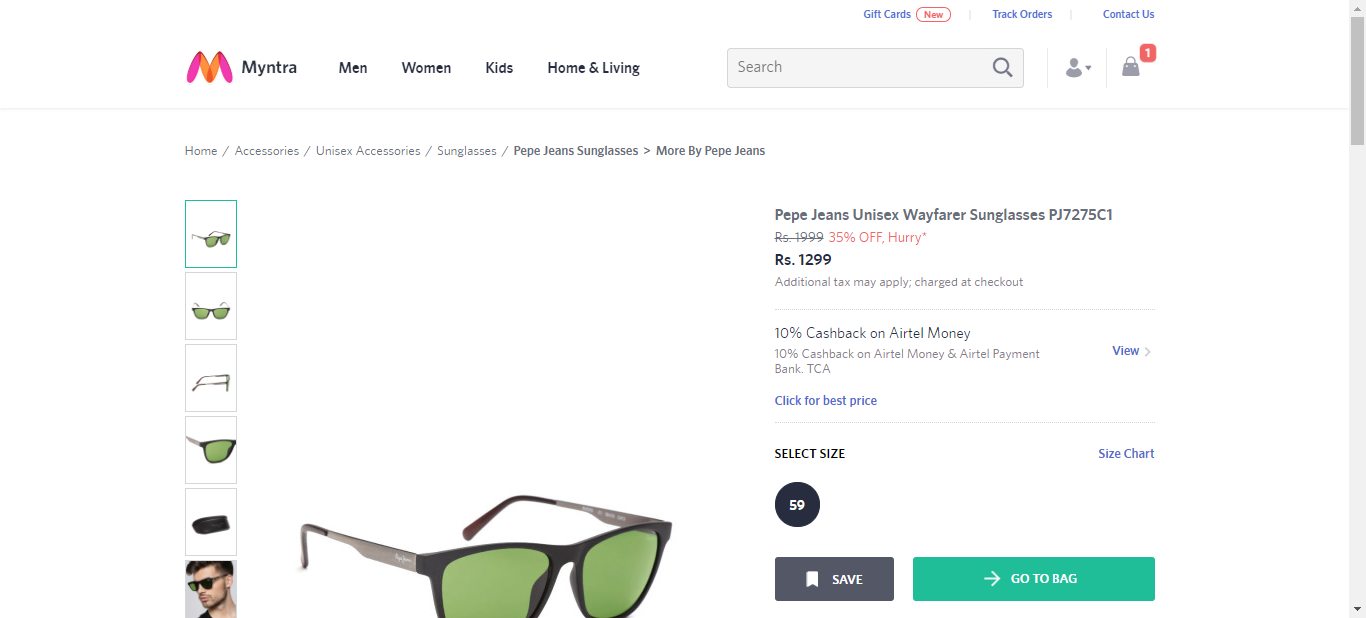 Gift Cards New | Track Orders | Contact Us
1
Myntra Men Women Kids Home & Living Search
Home / Accessories / Unisex Accessories / Sunglasses / Pepe Jeans Sunglasses > More By Pepe Jeans
Pepe Jeans Unisex Wayfarer Sunglasses PJ7275C1
Rs. 1999 35% OFF, Hurry*
Rs. 1299
Additional tax may apply; charged at checkout
10% Cashback on Airtel Money
10% Cashback on Airtel Money & Airtel Payment
Bank. TCA
View
Click for best price
SELECT SIZE Size Chart
59
SAVE GO TO BAG
Pepe Jeans